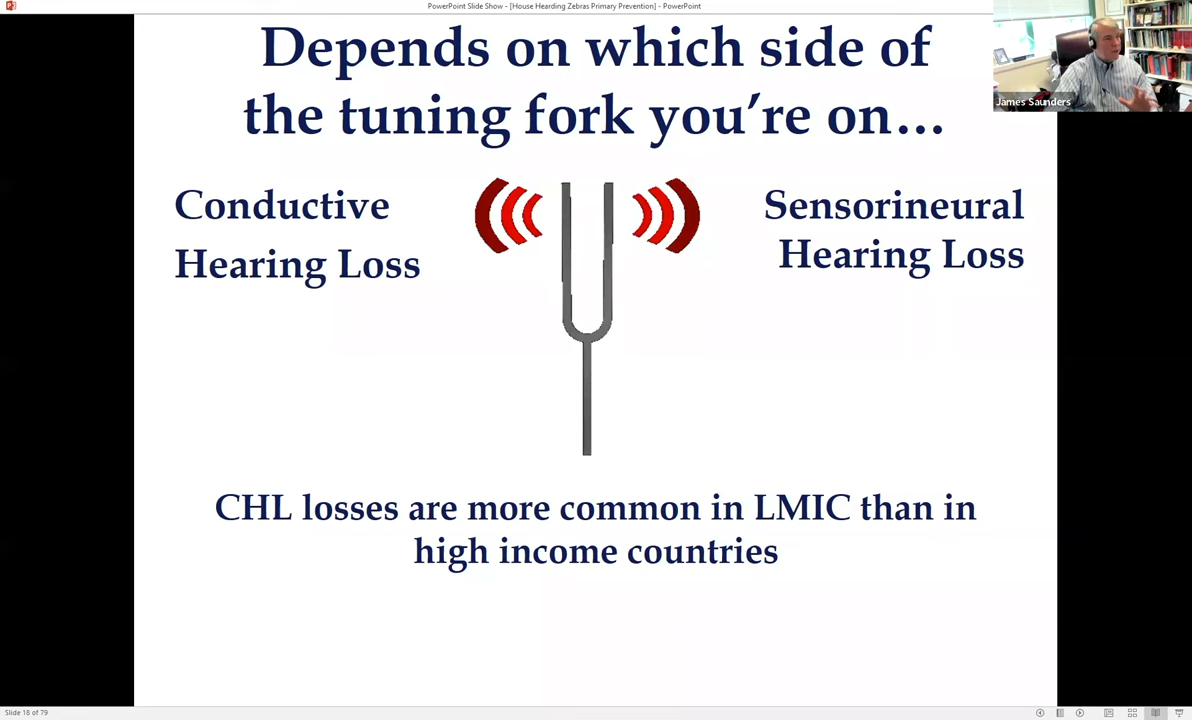 PowerPoint Slide Show - [House Hearding Zebras Primary Prevention] - PowerPoint
James Saunders
Depends on which side of
the tuning fork you're on...
Conductive
Hearing Loss
Sensorineural
Hearing Loss
CHL losses are more common in LMIC than in
high income countries
Slide 18 of 79